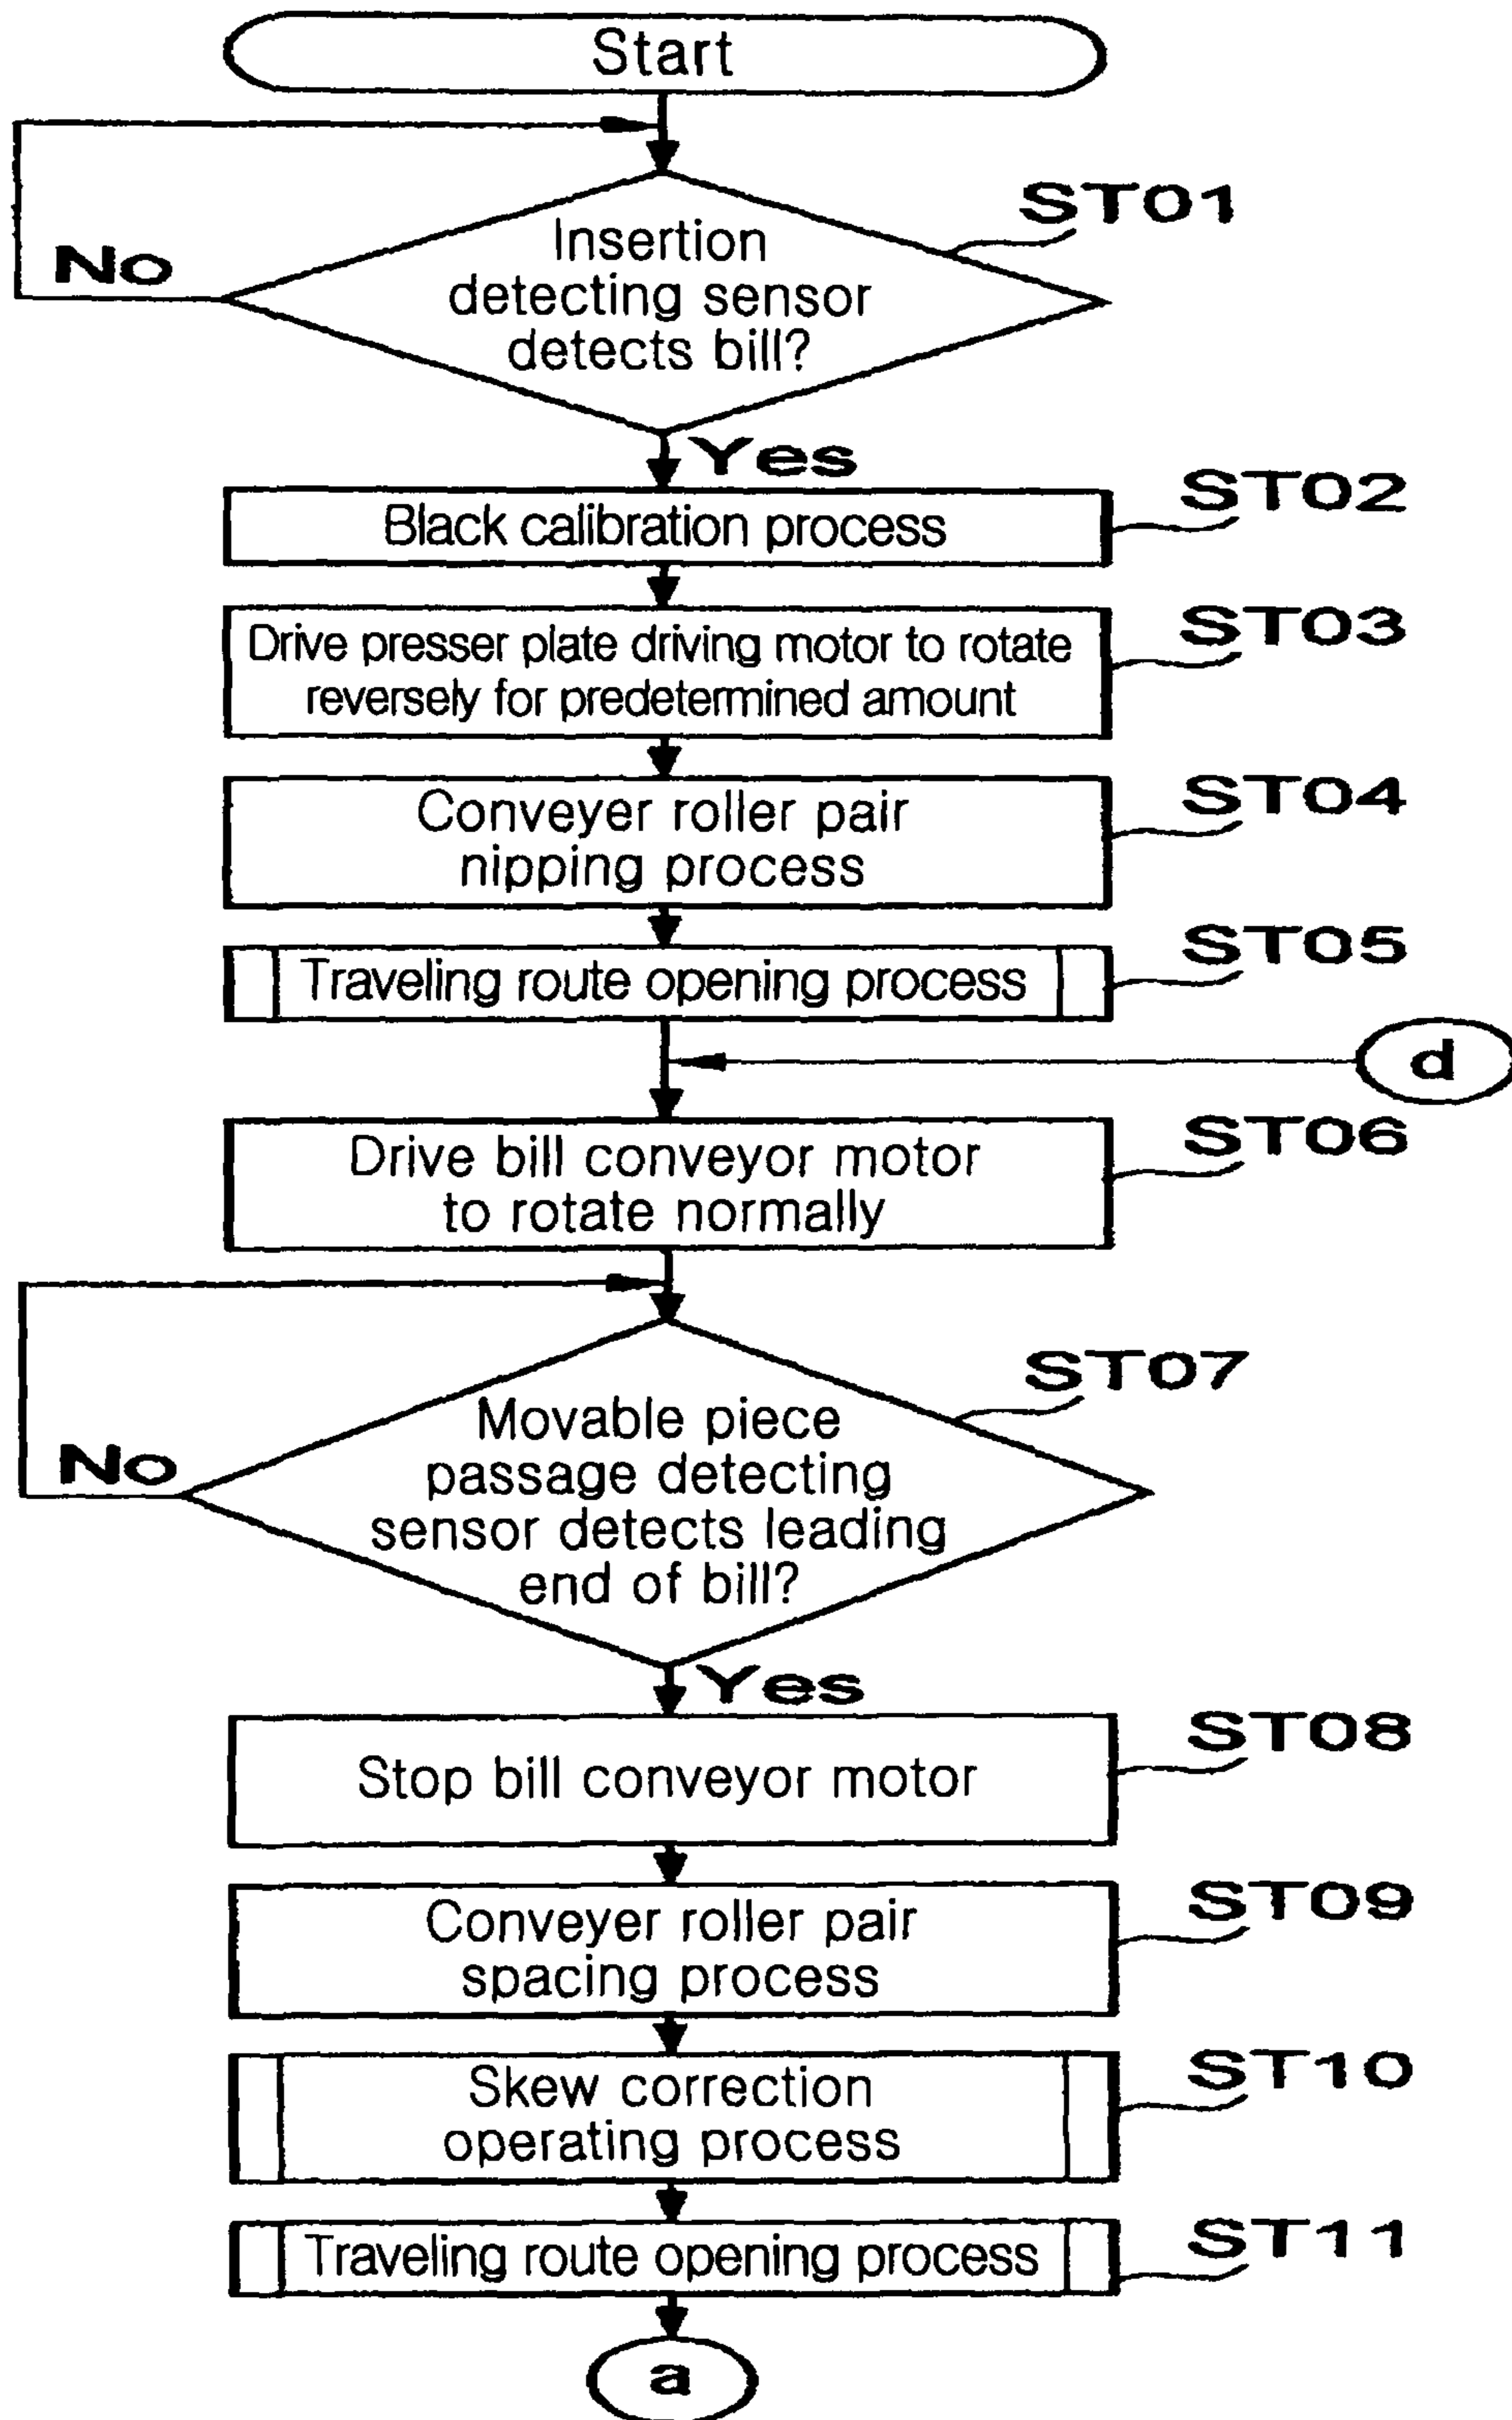 Start
ST01
Insertion
detecting sensor
detects bill?
No
Yes
ST02
Black calibration process
ST03
Drive presser plate driving motor to rotate
reversely for predetermined amount
ST04
Conveyer roller pair
nipping process
ST05
Traveling route opening process
d
ST06
Drive bill conveyor motor
to rotate normally
ST07
Movable piece
passage detecting
sensor detects leading
end of bill?
No
Yes
ST08
Stop bill conveyor motor
ST09
Conveyer roller pair
spacing process
ST10
Skew correction
operating process
ST11
Traveling route opening process
a